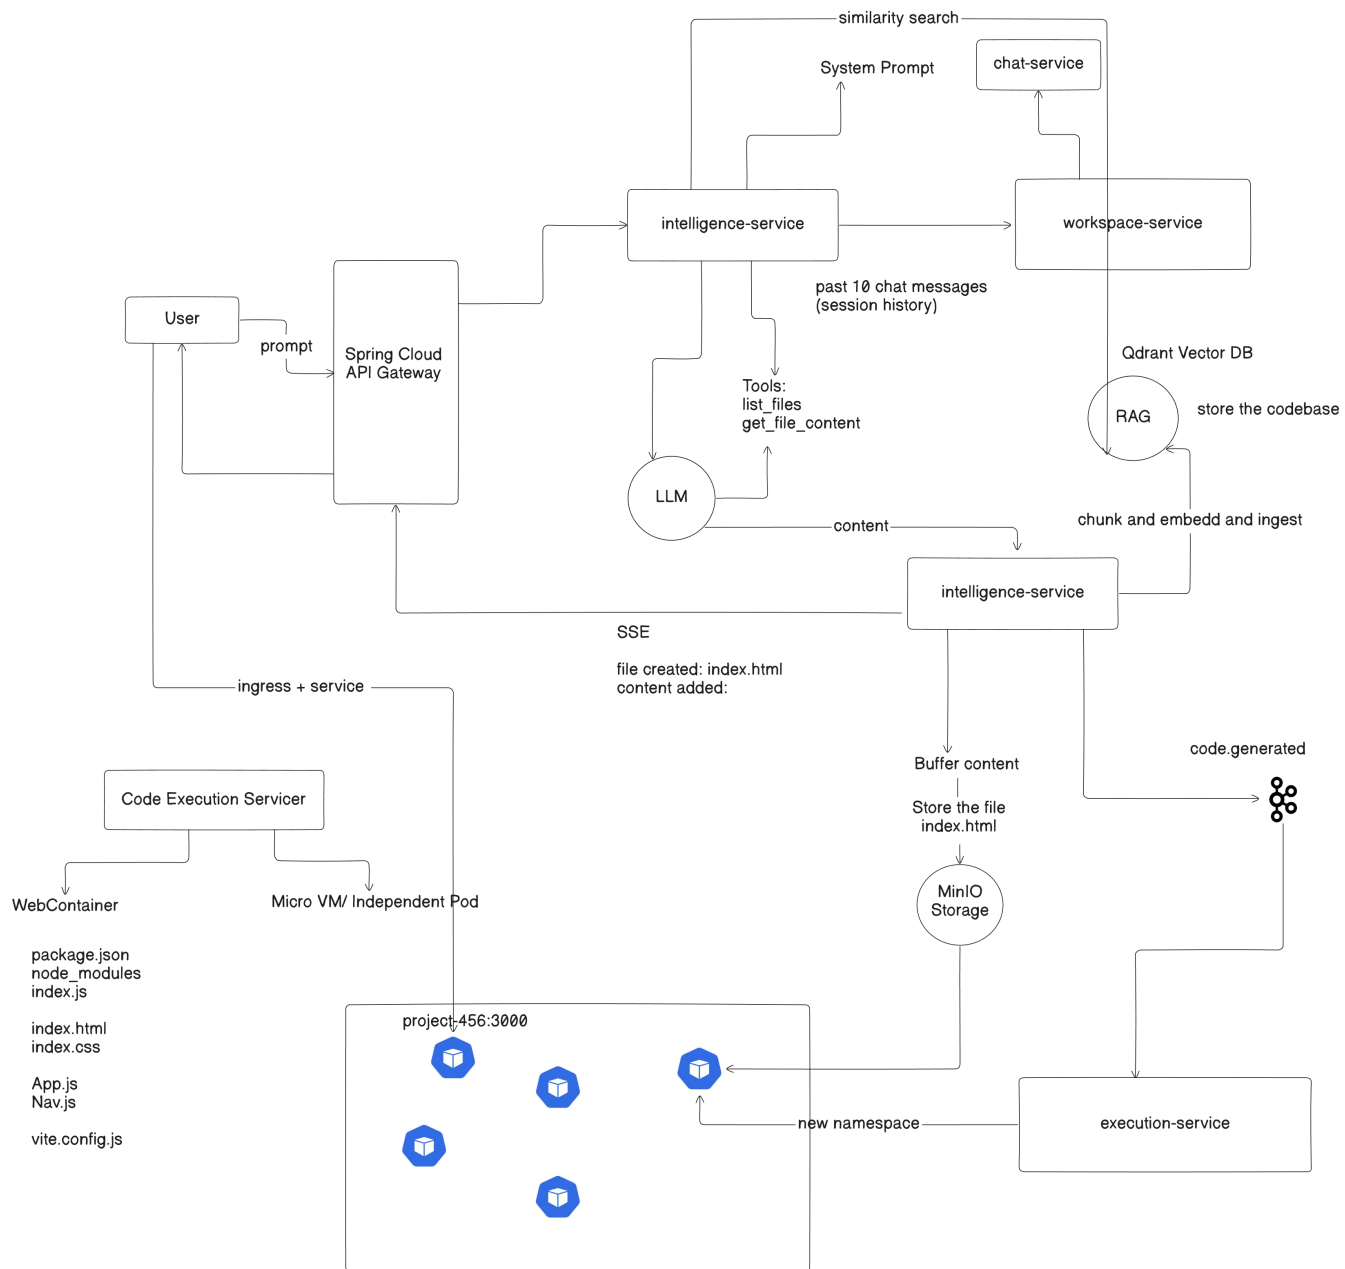 similarity search
System Prompt
chat-service
intelligence-service
workspace-service
past 10 chat messages
(session history)
User
prompt
Spring Cloud
API Gateway
Qdrant Vector DB
RAG
store the codebase
Tools:
list_files
get_file_content
LLM
content
chunk and embedd and ingest
intelligence-service
SSE
file created: index.html
content added:
ingress + service
Buffer content
Store the file
index.html
code.generated
Code Execution Servicer
WebContainer
Micro VM/ Independent Pod
MinIO
Storage
package.json
node_modules
index.js
index.html
index.css
App.js
Nav.js
vite.config.js
project-456:3000
new namespace
execution-service